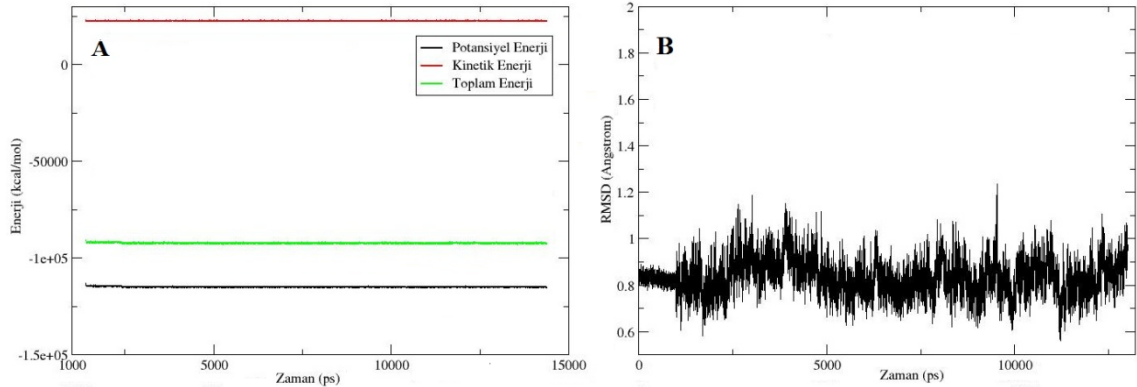 A
Potansiyel Enerji
Kinetik Enerji
Toplam Enerji
0
-50000
-1e+05
-1.5e+05
Enerji (kcal/mol)
1000
5000
10000
15000
Zaman (ps)
B
2
1.8
1.6
1.4
1.2
1
0.8
0.6
RMSD (Angstrom)
0
5000
10000
Zaman (ps)